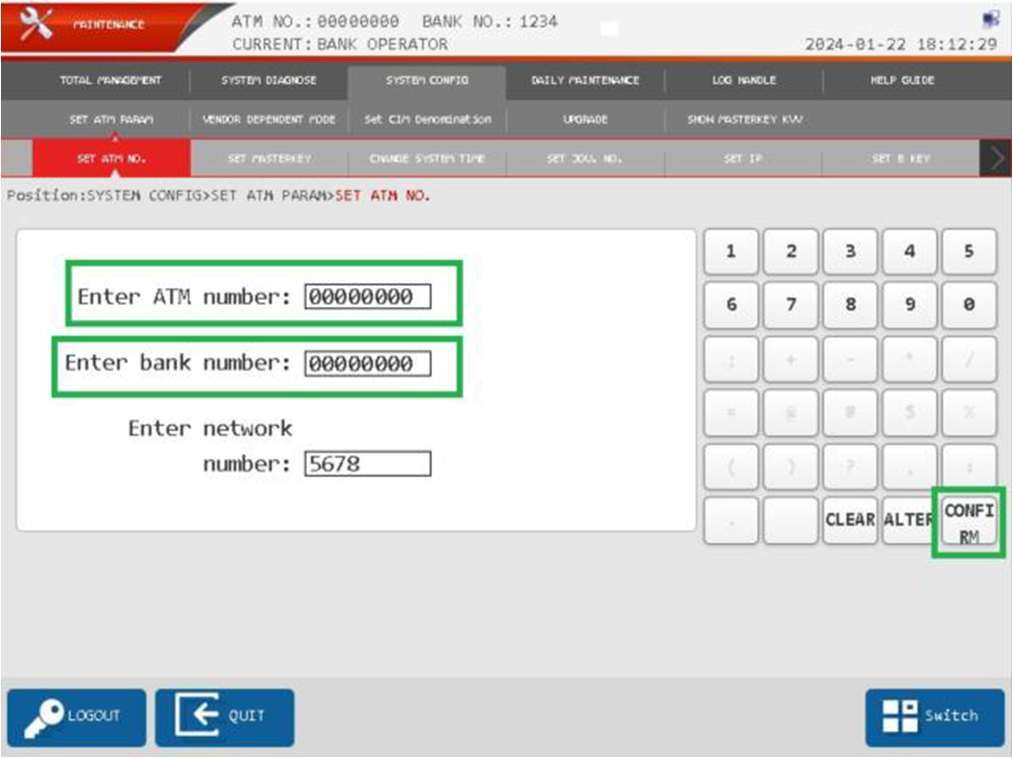 MAINTENANCE
ATM NO.:00000000 BANK NO.:1234
CURRENT:BANK OPERATOR
2024-01-22 18:12:29
TOTAL MANAGEMENT SYSTEM DIAGNOSE SYSTEM CONFIG DAILY MAINTENANCE LOG HANDLE HELP GUIDE
SET ATM PARAM VENDOR DEPENDENT MODE Set CIM Denomination UPGRADE SHOW MASTERKEY KVV
SET ATM NO. SET MASTERKEY CHANGE SYSTEM TIME SET JOUL NO. SET IP SET B KEY
Position:SYSTEM CONFIG>SET ATM PARAM>SET ATM NO.
Enter ATM number: 00000000
Enter bank number: 00000000
Enter network
number: 5678
1 2 3 4 5
6 7 8 9 0
; + - * /
= @ # $ %
( ) ? , :
.
CLEAR ALTER CONFI
RM
LOGOUT QUIT Switch